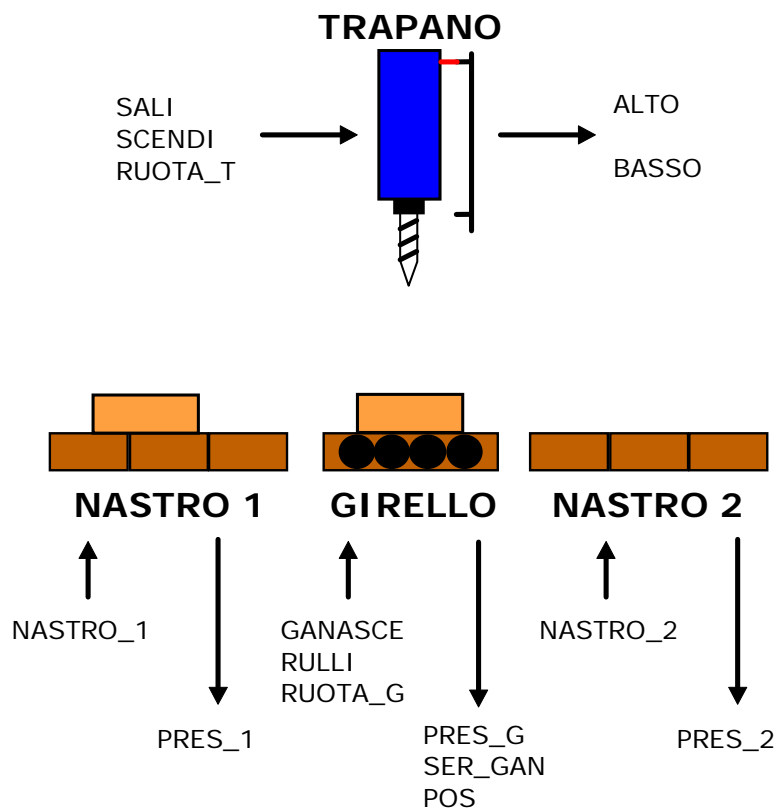 TRAPANO
SALI
SCENDI
RUOTA_T
ALTO
BASSO
NASTRO 1
GIRELLO
NASTRO 2
NASTRO_1
GANASCE
RULLI
RUOTA_G
NASTRO_2
PRES_1
PRES_G
SER_GAN
POS
PRES_2